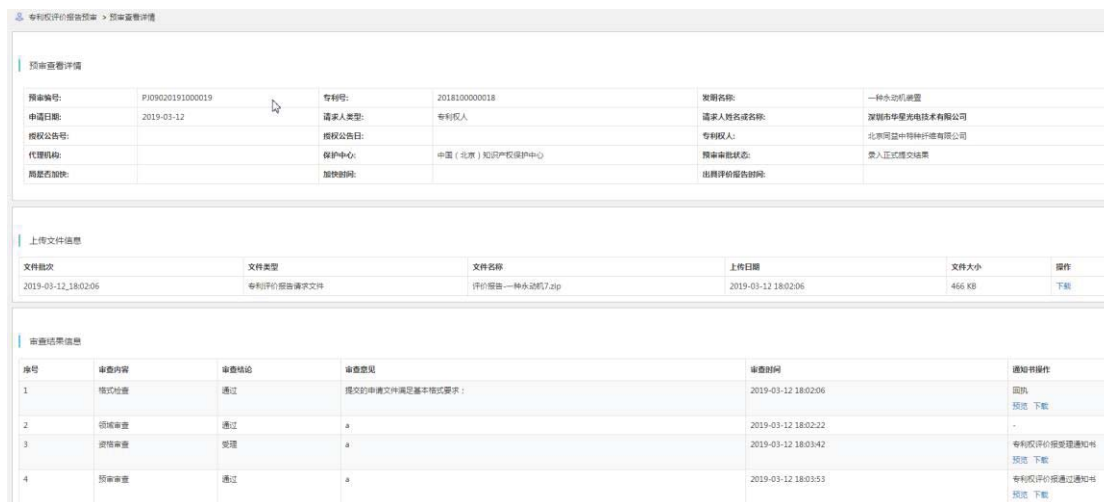 专利权评价报告预审 > 预审查看详情
预审查看详情
预审编号: PJ09020191000019 专利号: 2018100000018 发明名称: 一种永动机装置
申请日期: 2019-03-12 请求人类型: 专利权人 请求人姓名或名称: 深圳市华星光电技术有限公司
授权公告号: 授权公告日: 专利权人: 北京同益中特种纤维有限公司
代理机构: 保护中心: 中国(北京)知识产权保护中心 预审审批状态: 录入正式提交结果
局是否加快: 加快时间: 出具评价报告时间:
上传文件信息
文件批次 文件类型 文件名称 上传日期 文件大小 操作
2019-03-12_18:02:06 专利评价报告请求文件 评价报告-一种永动机7.zip 2019-03-12 18:02:06 466 KB 下载
审查结果信息
序号 审查内容 审查结论 审查意见 审查时间 通知书操作
1 格式检查 通过 提交的申请文件满足基本格式要求; 2019-03-12 18:02:06 回执
预览 下载
2 领域审查 通过 a 2019-03-12 18:02:22 -
3 资格审查 受理 a 2019-03-12 18:03:42 专利权评价报受理通知书
预览 下载
4 预审审查 通过 a 2019-03-12 18:03:53 专利权评价报通过通知书
预览 下载